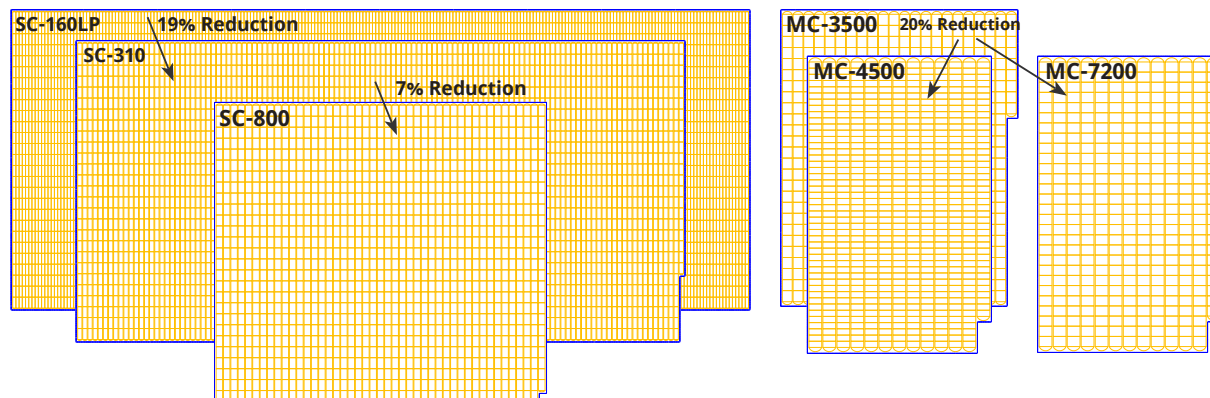 SC-160LP
19% Reduction
SC-310
7% Reduction
SC-800
MC-3500
20% Reduction
MC-4500
MC-7200